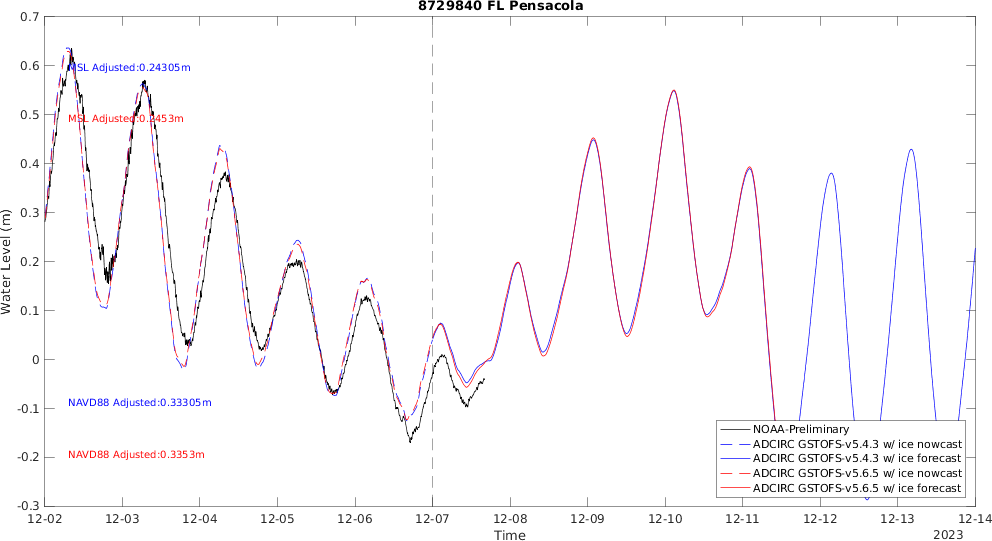 8729840 FL Pensacola
0.7
0.6
0.5
0.4
0.3
0.2
0.1
0
-0.1
-0.2
-0.3
Water Level (m)
MSL Adjusted:0.24305m
MSL Adjusted:0.2453m
NAVD88 Adjusted:0.33305m
NAVD88 Adjusted:0.3353m
NOAA-Preliminary
ADCIRC GSTOFS-v5.4.3 w/ ice nowcast
ADCIRC GSTOFS-v5.4.3 w/ ice forecast
ADCIRC GSTOFS-v5.6.5 w/ ice nowcast
ADCIRC GSTOFS-v5.6.5 w/ ice forecast
12-02 12-03 12-04 12-05 12-06 12-07 12-08 12-09 12-10 12-11 12-12 12-13 12-14
Time
2023